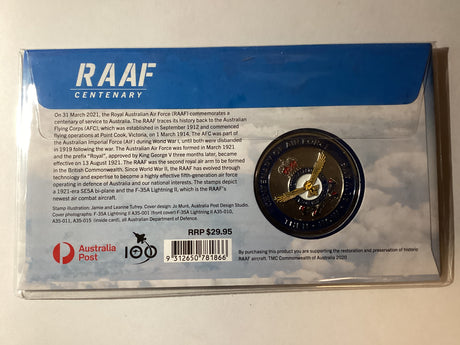 RAAF
CENTENARY
On 31 March 2021, the Royal Australian Air Force (RAAF) commemorates a
centenary of service to Australia. The RAAF traces its history back to the Australian
Flying Corps (AFC), which was established in September 1912 and commenced
flying operations at Point Cook, Victoria, on 1 March 1914. The AFC was part of
the Australian Imperial Force (AIF) during World War I, until both were disbanded
in 1919 following the war. The Australian Air Force was formed in March 1921
and the prefix "Royal", approved by King George V three months later, became
effective on 13 August 1921. The RAAF was the second royal air arm to be formed
in the British Commonwealth. Since World War II, the RAAF has evolved through
technology and expertise to become a highly effective fifth-generation air force
operating in defence of Australia and our national interests. The stamps depict
a 1921-era SE5A bi-plane and the F-35A Lightning II, which is the RAAF's
newest air combat aircraft.
Stamp illustration: Jamie and Leanne Tufrey. Cover design: Jo Muré, Australia Post Design Studio.
Cover photographs: F-35A Lightning II A35-001 (front cover) F-35A Lightning II A35-010,
A35-011, A35-015 (inside card), all Australian Department of Defence.
RRP $29.95
Australia
Post
100
9 312650 781866
By purchasing this product you are supporting the restoration and preservation of historic
RAAF aircraft. TMC Commonwealth of Australia 2020